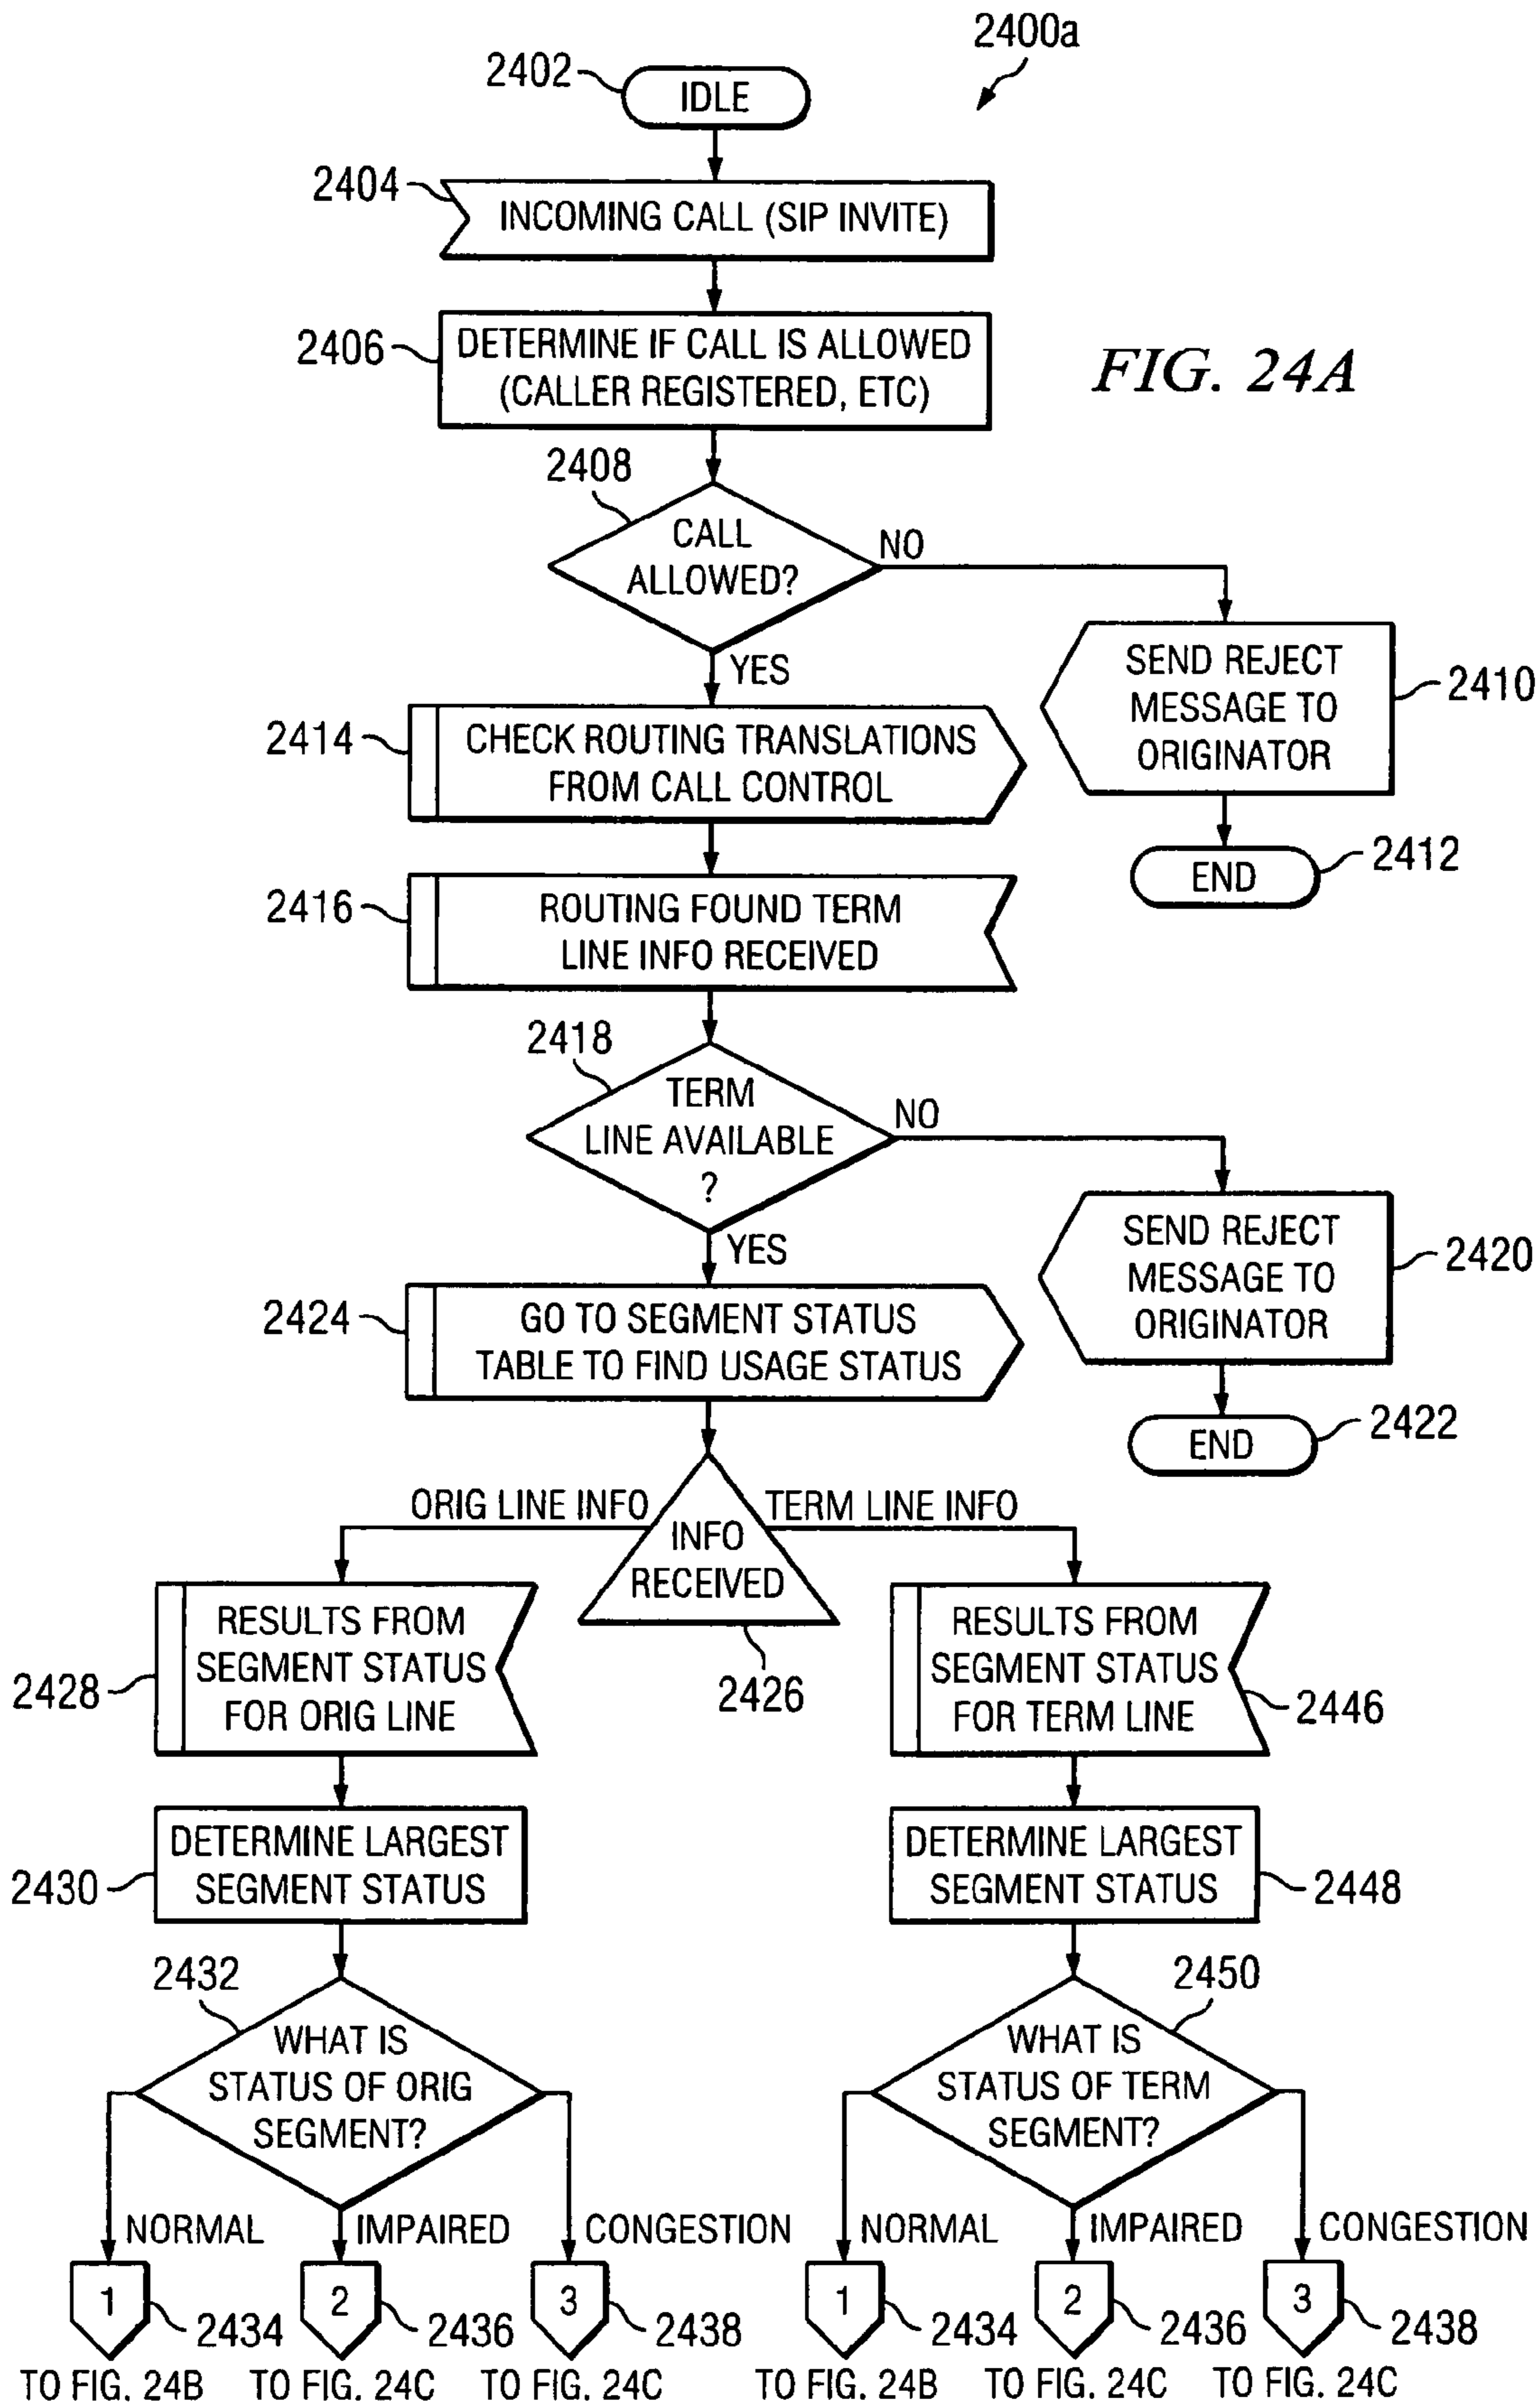 2400a
2402
IDLE
2404
INCOMING CALL (SIP INVITE)
2406
DETERMINE IF CALL IS ALLOWED
(CALLER REGISTERED, ETC)
FIG. 24A
2408
CALL
ALLOWED?
NO
YES
SEND REJECT
MESSAGE TO
ORIGINATOR
2410
END
2412
2414
CHECK ROUTING TRANSLATIONS
FROM CALL CONTROL
2416
ROUTING FOUND TERM
LINE INFO RECEIVED
2418
TERM
LINE AVAILABLE
?
NO
YES
SEND REJECT
MESSAGE TO
ORIGINATOR
2420
END
2422
2424
GO TO SEGMENT STATUS
TABLE TO FIND USAGE STATUS
ORIG LINE INFO
INFO
RECEIVED
TERM LINE INFO
2426
2428
RESULTS FROM
SEGMENT STATUS
FOR ORIG LINE
RESULTS FROM
SEGMENT STATUS
FOR TERM LINE
2446
2430
DETERMINE LARGEST
SEGMENT STATUS
DETERMINE LARGEST
SEGMENT STATUS
2448
2432
WHAT IS
STATUS OF ORIG
SEGMENT?
2450
WHAT IS
STATUS OF TERM
SEGMENT?
NORMAL
IMPAIRED
CONGESTION
NORMAL
IMPAIRED
CONGESTION
1
2434
2
2436
3
2438
1
2434
2
2436
3
2438
TO FIG. 24B
TO FIG. 24C
TO FIG. 24C
TO FIG. 24B
TO FIG. 24C
TO FIG. 24C